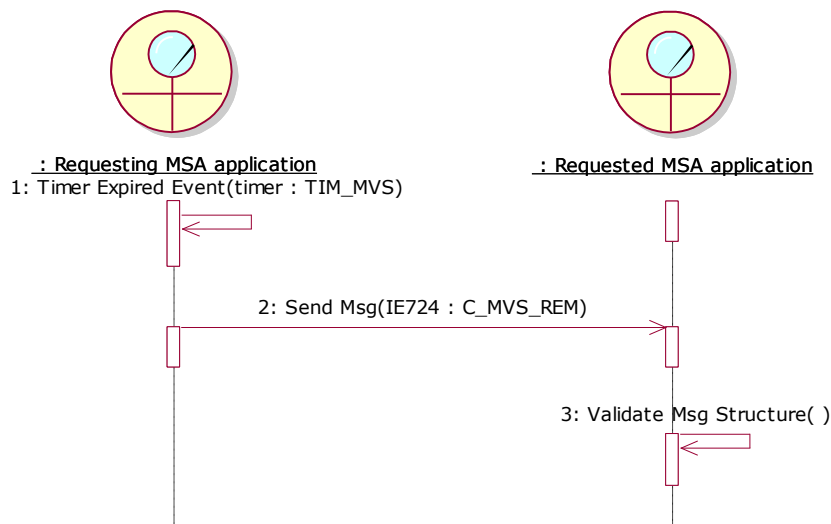 : Requesting MSA application
: Requested MSA application
1: Timer Expired Event(timer : TIM_MVS)
2: Send Msg(IE724 : C_MVS_REM)
3: Validate Msg Structure( )